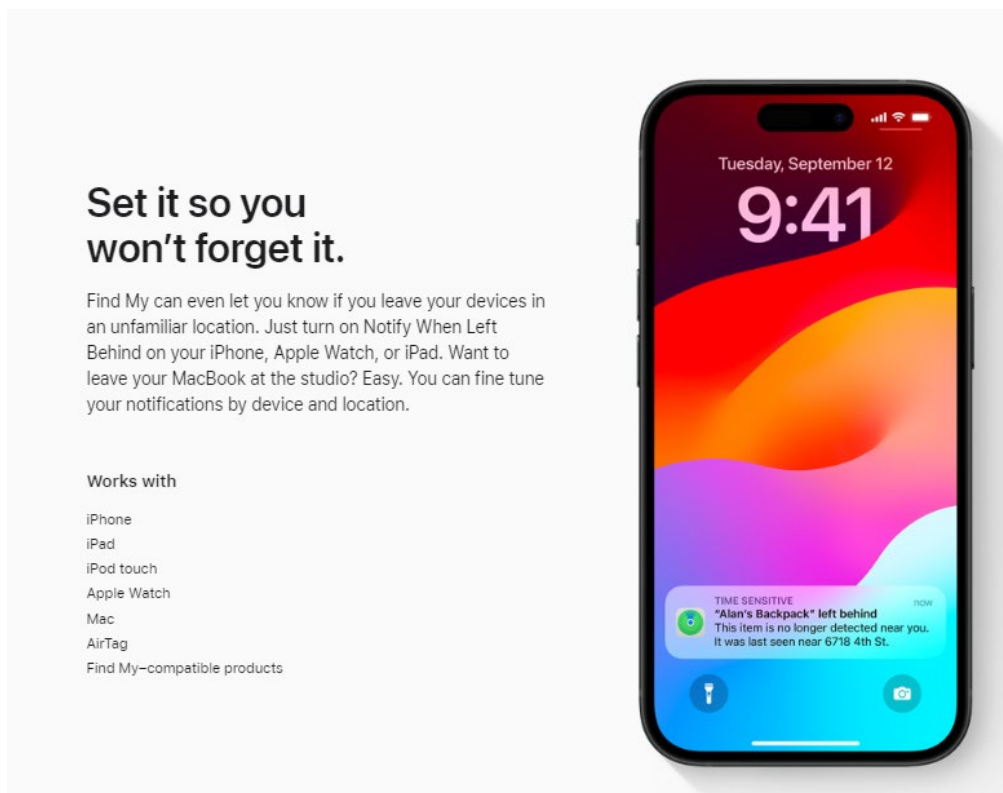 Set it so you
won’t forget it.
Find My can even let you know if you leave your devices in
an unfamiliar location. Just turn on Notify When Left
Behind on your iPhone, Apple Watch, or iPad. Want to
leave your MacBook at the studio? Easy. You can fine tune
your notifications by device and location.
Works with
iPhone
iPad
iPod touch
Apple Watch
Mac
AirTag
Find My–compatible products
Tuesday, September 12
9:41
TIME SENSITIVE now
“Alan’s Backpack” left behind
This item is no longer detected near you.
It was last seen near 6718 4th St.